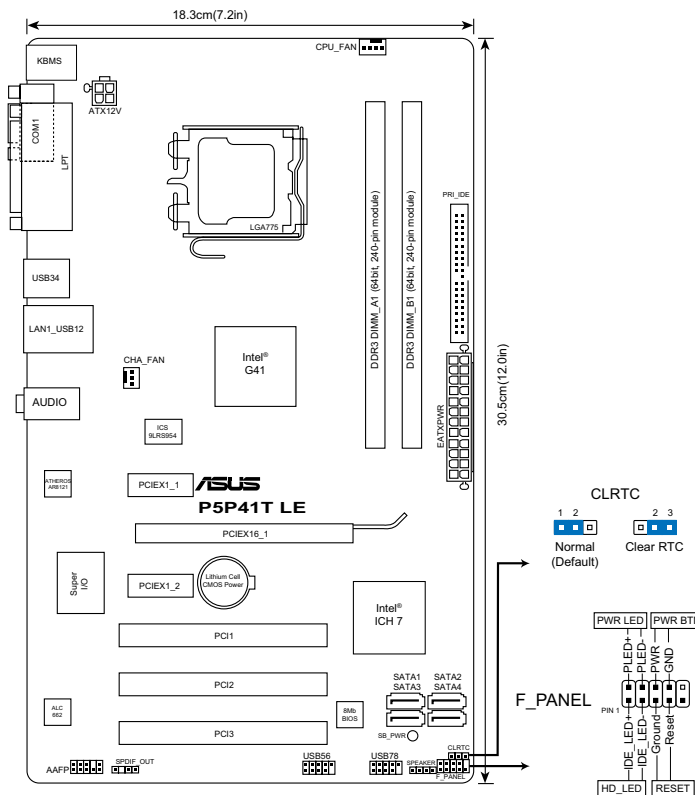 18.3cm(7.2in)
CPU_FAN
KBMS
ATX12V
COM1
LPT
LGA775
DDR3 DIMM_A1 (64bit, 240-pin module)
DDR3 DIMM_B1 (64bit, 240-pin module)
PRI_IDE
30.5cm(12.0in)
USB34
LAN1_USB12
CHA_FAN
Intel®
G41
EATXPWR
AUDIO
ICS
9LRS954
ATHEROS
AR8121
PCIEX1_1
ASUS
P5P41T LE
PCIEX16_1
Super
I/O
PCIEX1_2
Lithium Cell
CMOS Power
Intel®
ICH 7
PCI1
PCI2
PCI3
SATA1 SATA2
SATA3 SATA4
ALC
662
8Mb
BIOS
SB_PWR
CLRTC
AAFP
SPDIF_OUT
USB56
USB78
SPEAKER
F_PANEL
CLRTC
1 2
2 3
Normal
(Default)
Clear RTC
F_PANEL
PWR LED
PWR BTN
PLED+
PLED-
PWR
GND
PIN 1
IDE_LED+
IDE_LED-
Ground
Reset
HD_LED
RESET